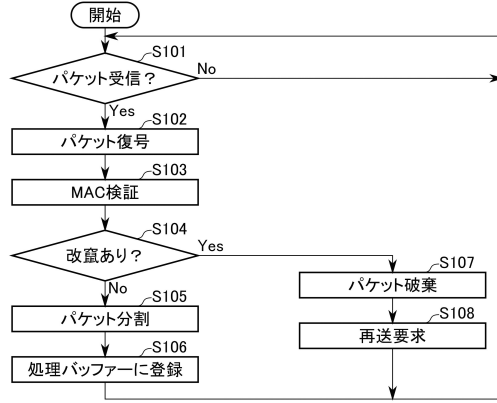 開始
S101
パケット受信？
No
Yes
S102
パケット復号
S103
MAC検証
S104
改竄あり？
Yes
No
S107
パケット破棄
S105
パケット分割
S108
再送要求
S106
処理バッファーに登録